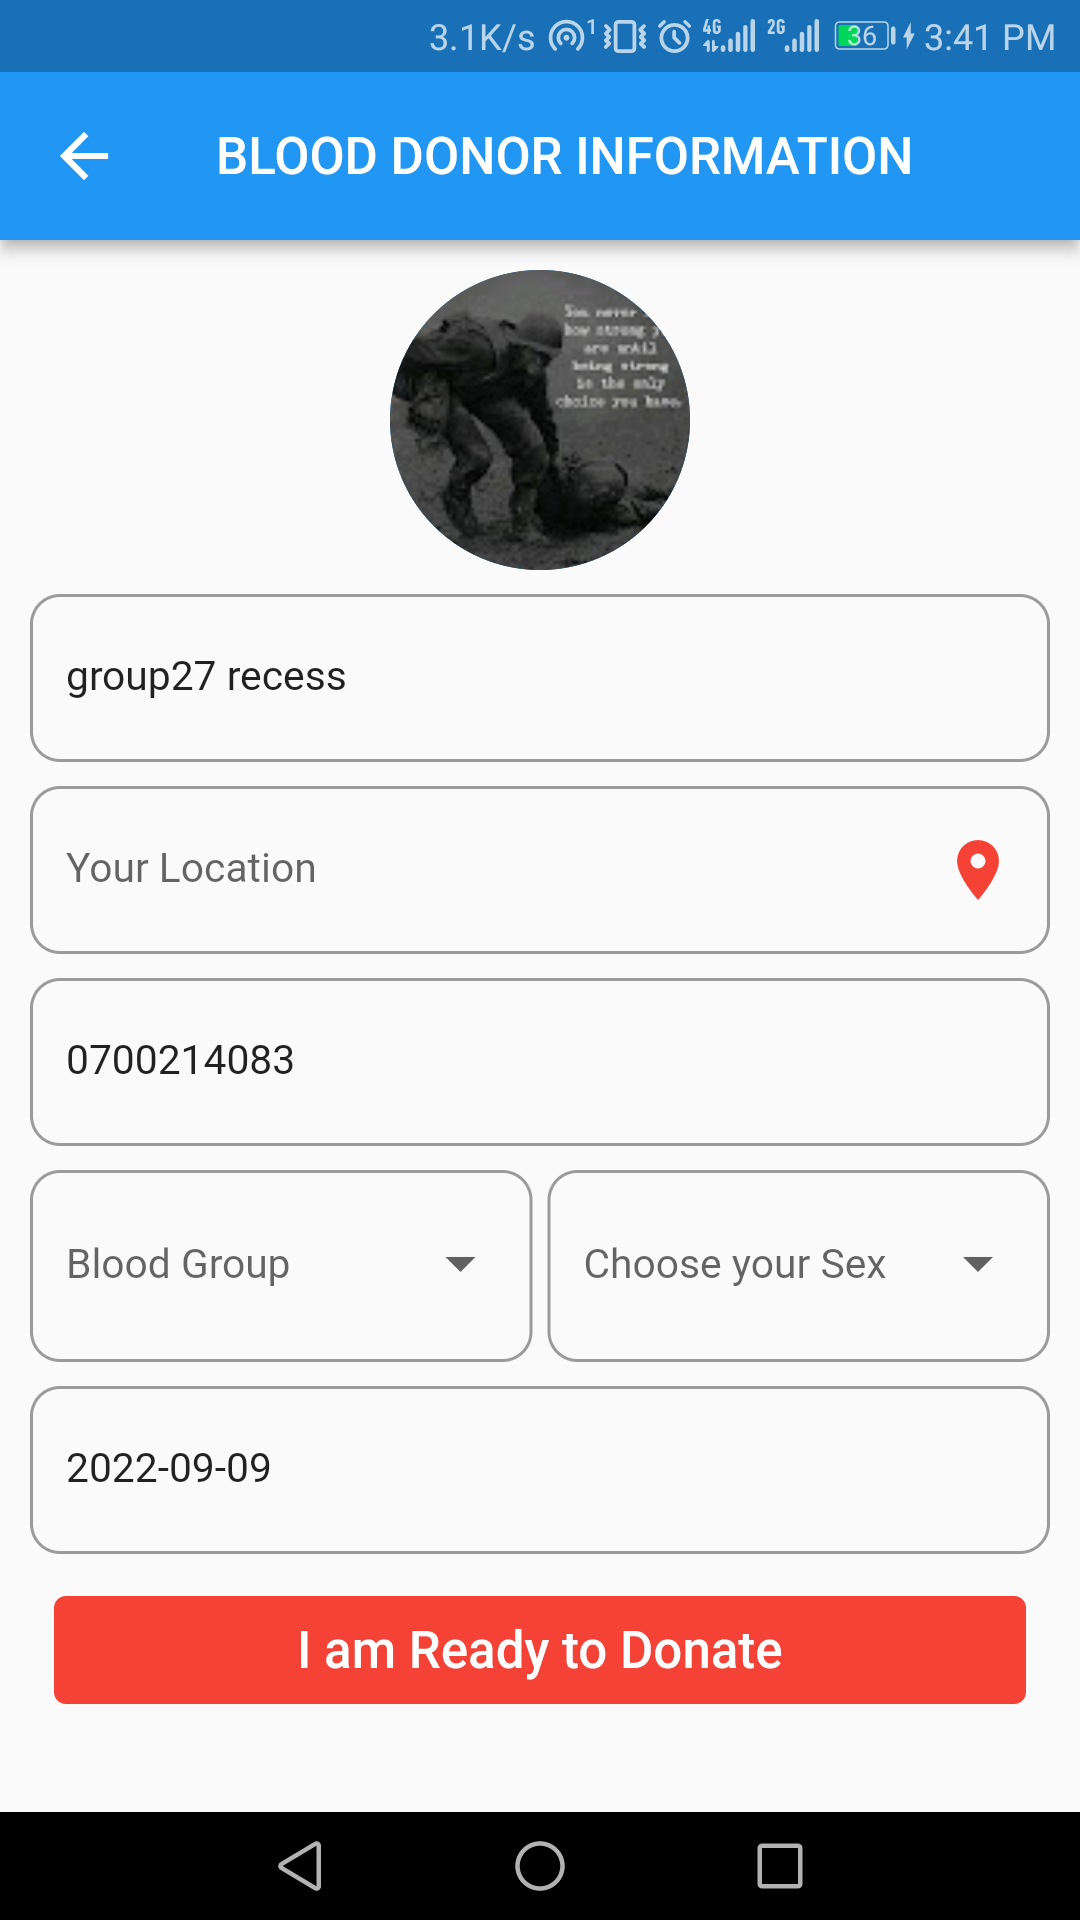 3.1K/s 1 4G 2G 36 3:41 PM
BLOOD DONOR INFORMATION
You never
how strong y
are until
being strong
is the only
choice you have.
group27 recess
Your Location
0700214083
Blood Group
Choose your Sex
2022-09-09
I am Ready to Donate